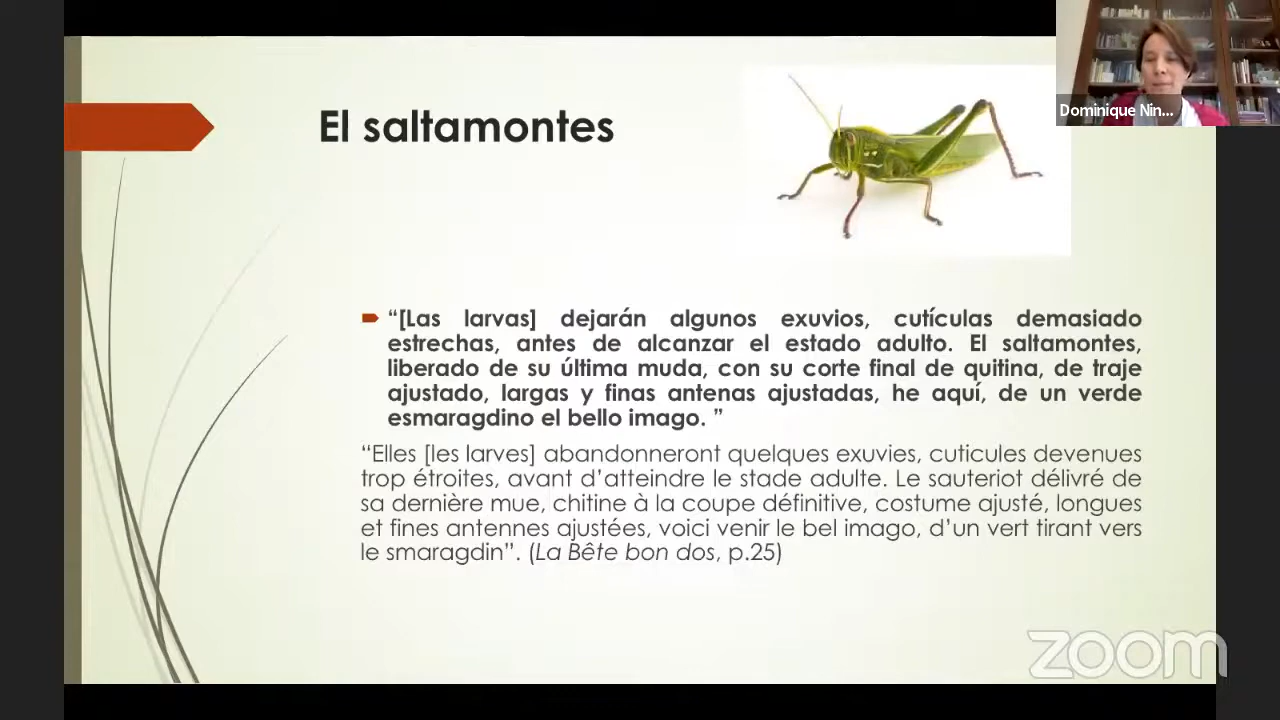 Dominique Nin...
El saltamontes
“[Las larvas] dejarán algunos exuvios, cutículas demasiado
estrechas, antes de alcanzar el estado adulto. El saltamontes,
liberado de su última muda, con su corte final de quitina, de traje
ajustado, largas y finas antenas ajustadas, he aquí, de un verde
esmaragdino el bello imago. ”
“Elles [les larves] abandonneront quelques exuvies, cuticules devenues
trop étroites, avant d’atteindre le stade adulte. Le sauteriot délivré de
sa dernière mue, chitine à la coupe définitive, costume ajusté, longues
et fines antennes ajustées, voici venir le bel imago, d’un vert tirant vers
le smaragdin”. (La Bête bon dos, p.25)
zoom